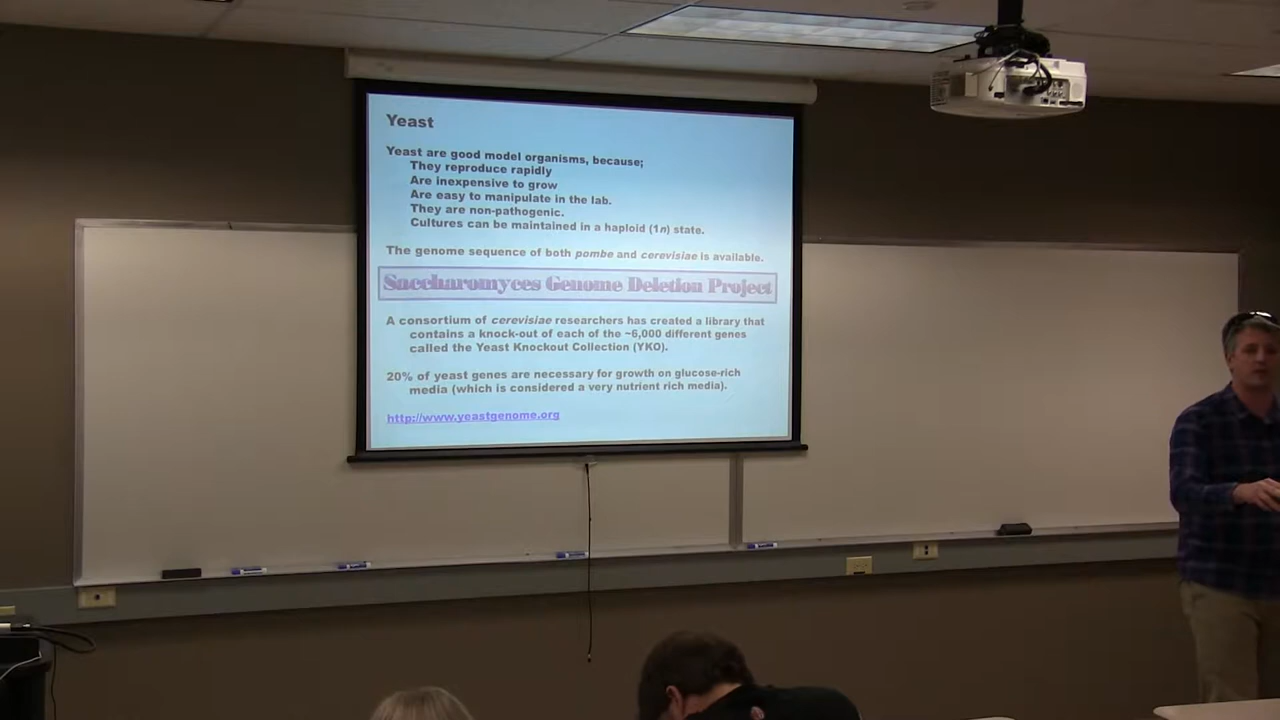 Yeast
Yeast are good model organisms, because;
They reproduce rapidly
Are inexpensive to grow
Are easy to manipulate in the lab.
They are non-pathogenic.
Cultures can be maintained in a haploid (1n) state.
The genome sequence of both pombe and cerevisiae is available.
Saccharomyces Genome Deletion Project
A consortium of cerevisiae researchers has created a library that
contains a knock-out of each of the ~6,000 different genes
called the Yeast Knockout Collection (YKO).
20% of yeast genes are necessary for growth on glucose-rich
media (which is considered a very nutrient rich media).
http://www.yeastgenome.org